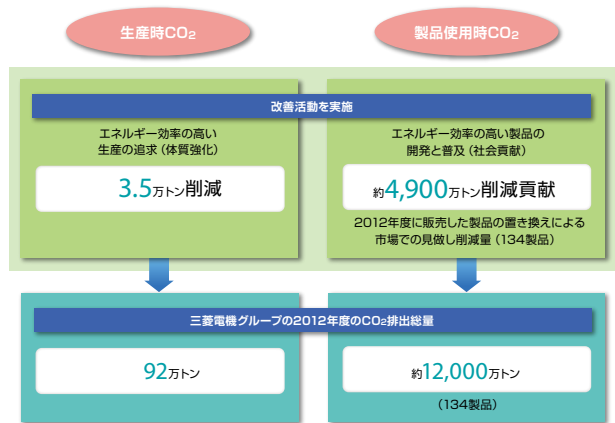 生産時CO₂
製品使用時CO₂
改善活動を実施
エネルギー効率の高い
生産の追求（体質強化）
3.5万トン削減
エネルギー効率の高い製品の
開発と普及（社会貢献）
約4,900万トン削減貢献
2012年度に販売した製品の置き換えによる
市場での見做し削減量（134製品）
三菱電機グループの2012年度のCO₂排出総量
92万トン
約12,000万トン
（134製品）